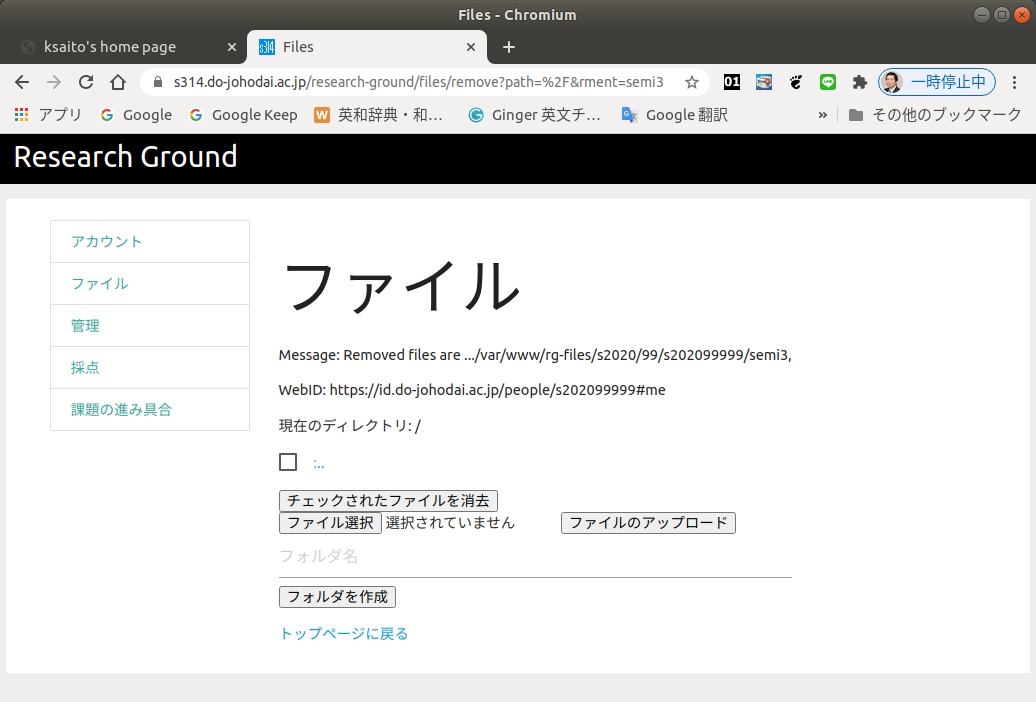 Files - Chromium
ksaito's home page
Files
s314.do-johodai.ac.jp/research-ground/files/remove?path=%2F&rment=semi3
01
一時停止中
アプリ
Google
Google Keep
W 英和辞典・和...
Ginger 英文チ...
Google 翻訳
»
その他のブックマーク
Research Ground
アカウント
ファイル
管理
採点
課題の進み具合
ファイル
Message: Removed files are .../var/www/rg-files/s2020/99/s202099999/semi3,
WebID: https://id.do-johodai.ac.jp/people/s202099999#me
現在のディレクトリ: /
:..
チェックされたファイルを消去
ファイル選択 選択されていません ファイルのアップロード
フォルダ名
フォルダを作成
トップページに戻る